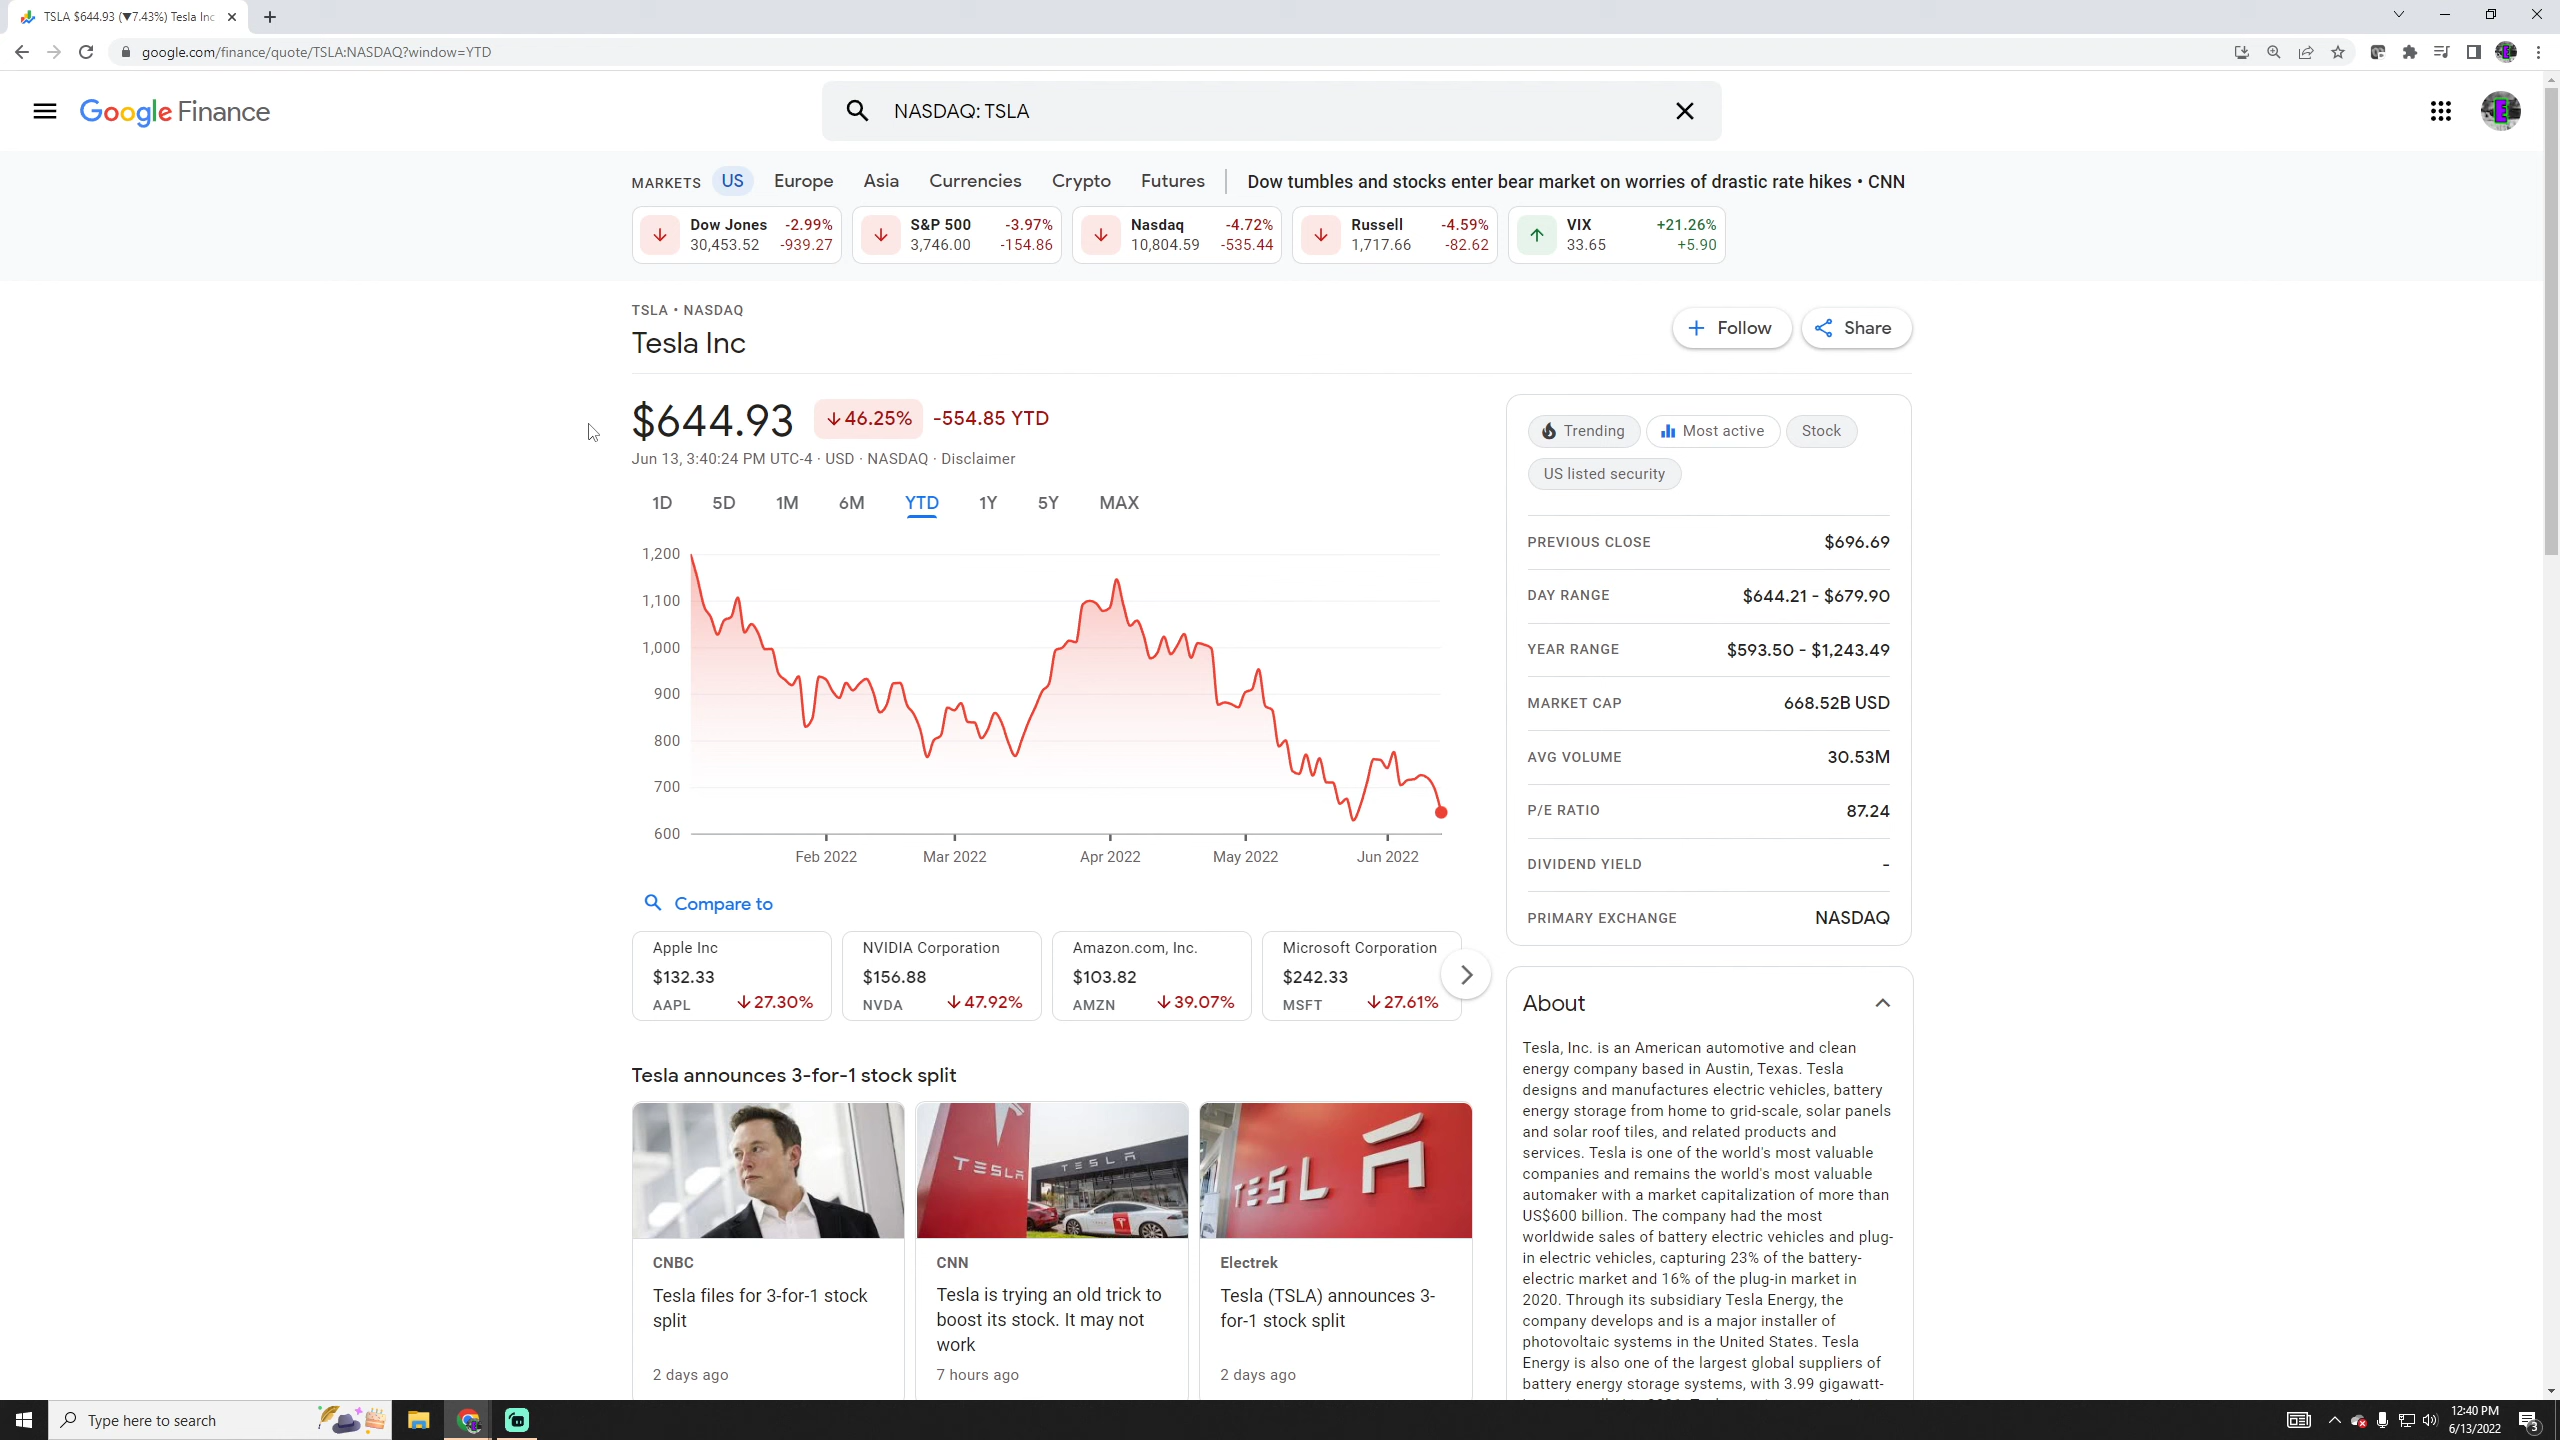 TSLA $644.93 (▼7.43%) Tesla Inc
google.com/finance/quote/TSLA:NASDAQ?window=YTD
Google Finance
NASDAQ: TSLA
MARKETS US Europe Asia Currencies Crypto Futures Dow tumbles and stocks enter bear market on worries of drastic rate hikes • CNN
Dow Jones -2.99%
30,453.52 -939.27
S&P 500 -3.97%
3,746.00 -154.86
Nasdaq -4.72%
10,804.59 -535.44
Russell -4.59%
1,717.66 -82.62
VIX +21.26%
33.65 +5.90
TSLA • NASDAQ
Tesla Inc
+ Follow
Share
$644.93 ↓46.25% -554.85 YTD
Jun 13, 3:40:24 PM UTC-4 · USD · NASDAQ · Disclaimer
1D 5D 1M 6M YTD 1Y 5Y MAX
1,200
1,100
1,000
900
800
700
600
Feb 2022 Mar 2022 Apr 2022 May 2022 Jun 2022
Trending Most active Stock
US listed security
PREVIOUS CLOSE $696.69
DAY RANGE $644.21 - $679.90
YEAR RANGE $593.50 - $1,243.49
MARKET CAP 668.52B USD
AVG VOLUME 30.53M
P/E RATIO 87.24
DIVIDEND YIELD -
PRIMARY EXCHANGE NASDAQ
Compare to
Apple Inc
$132.33
AAPL ↓27.30%
NVIDIA Corporation
$156.88
NVDA ↓47.92%
Amazon.com, Inc.
$103.82
AMZN ↓39.07%
Microsoft Corporation
$242.33
MSFT ↓27.61%
Tesla announces 3-for-1 stock split
TESLA
TESLA
TESL
CNBC
Tesla files for 3-for-1 stock
split
2 days ago
CNN
Tesla is trying an old trick to
boost its stock. It may not
work
7 hours ago
Electrek
Tesla (TSLA) announces 3-
for-1 stock split
2 days ago
About
Tesla, Inc. is an American automotive and clean
energy company based in Austin, Texas. Tesla
designs and manufactures electric vehicles, battery
energy storage from home to grid-scale, solar panels
and solar roof tiles, and related products and
services. Tesla is one of the world's most valuable
companies and remains the world's most valuable
automaker with a market capitalization of more than
US$600 billion. The company had the most
worldwide sales of battery electric vehicles and plug-
in electric vehicles, capturing 23% of the battery-
electric market and 16% of the plug-in market in
2020. Through its subsidiary Tesla Energy, the
company develops and is a major installer of
photovoltaic systems in the United States. Tesla
Energy is also one of the largest global suppliers of
battery energy storage systems, with 3.99 gigawatt-
Type here to search
12:40 PM
6/13/2022
3